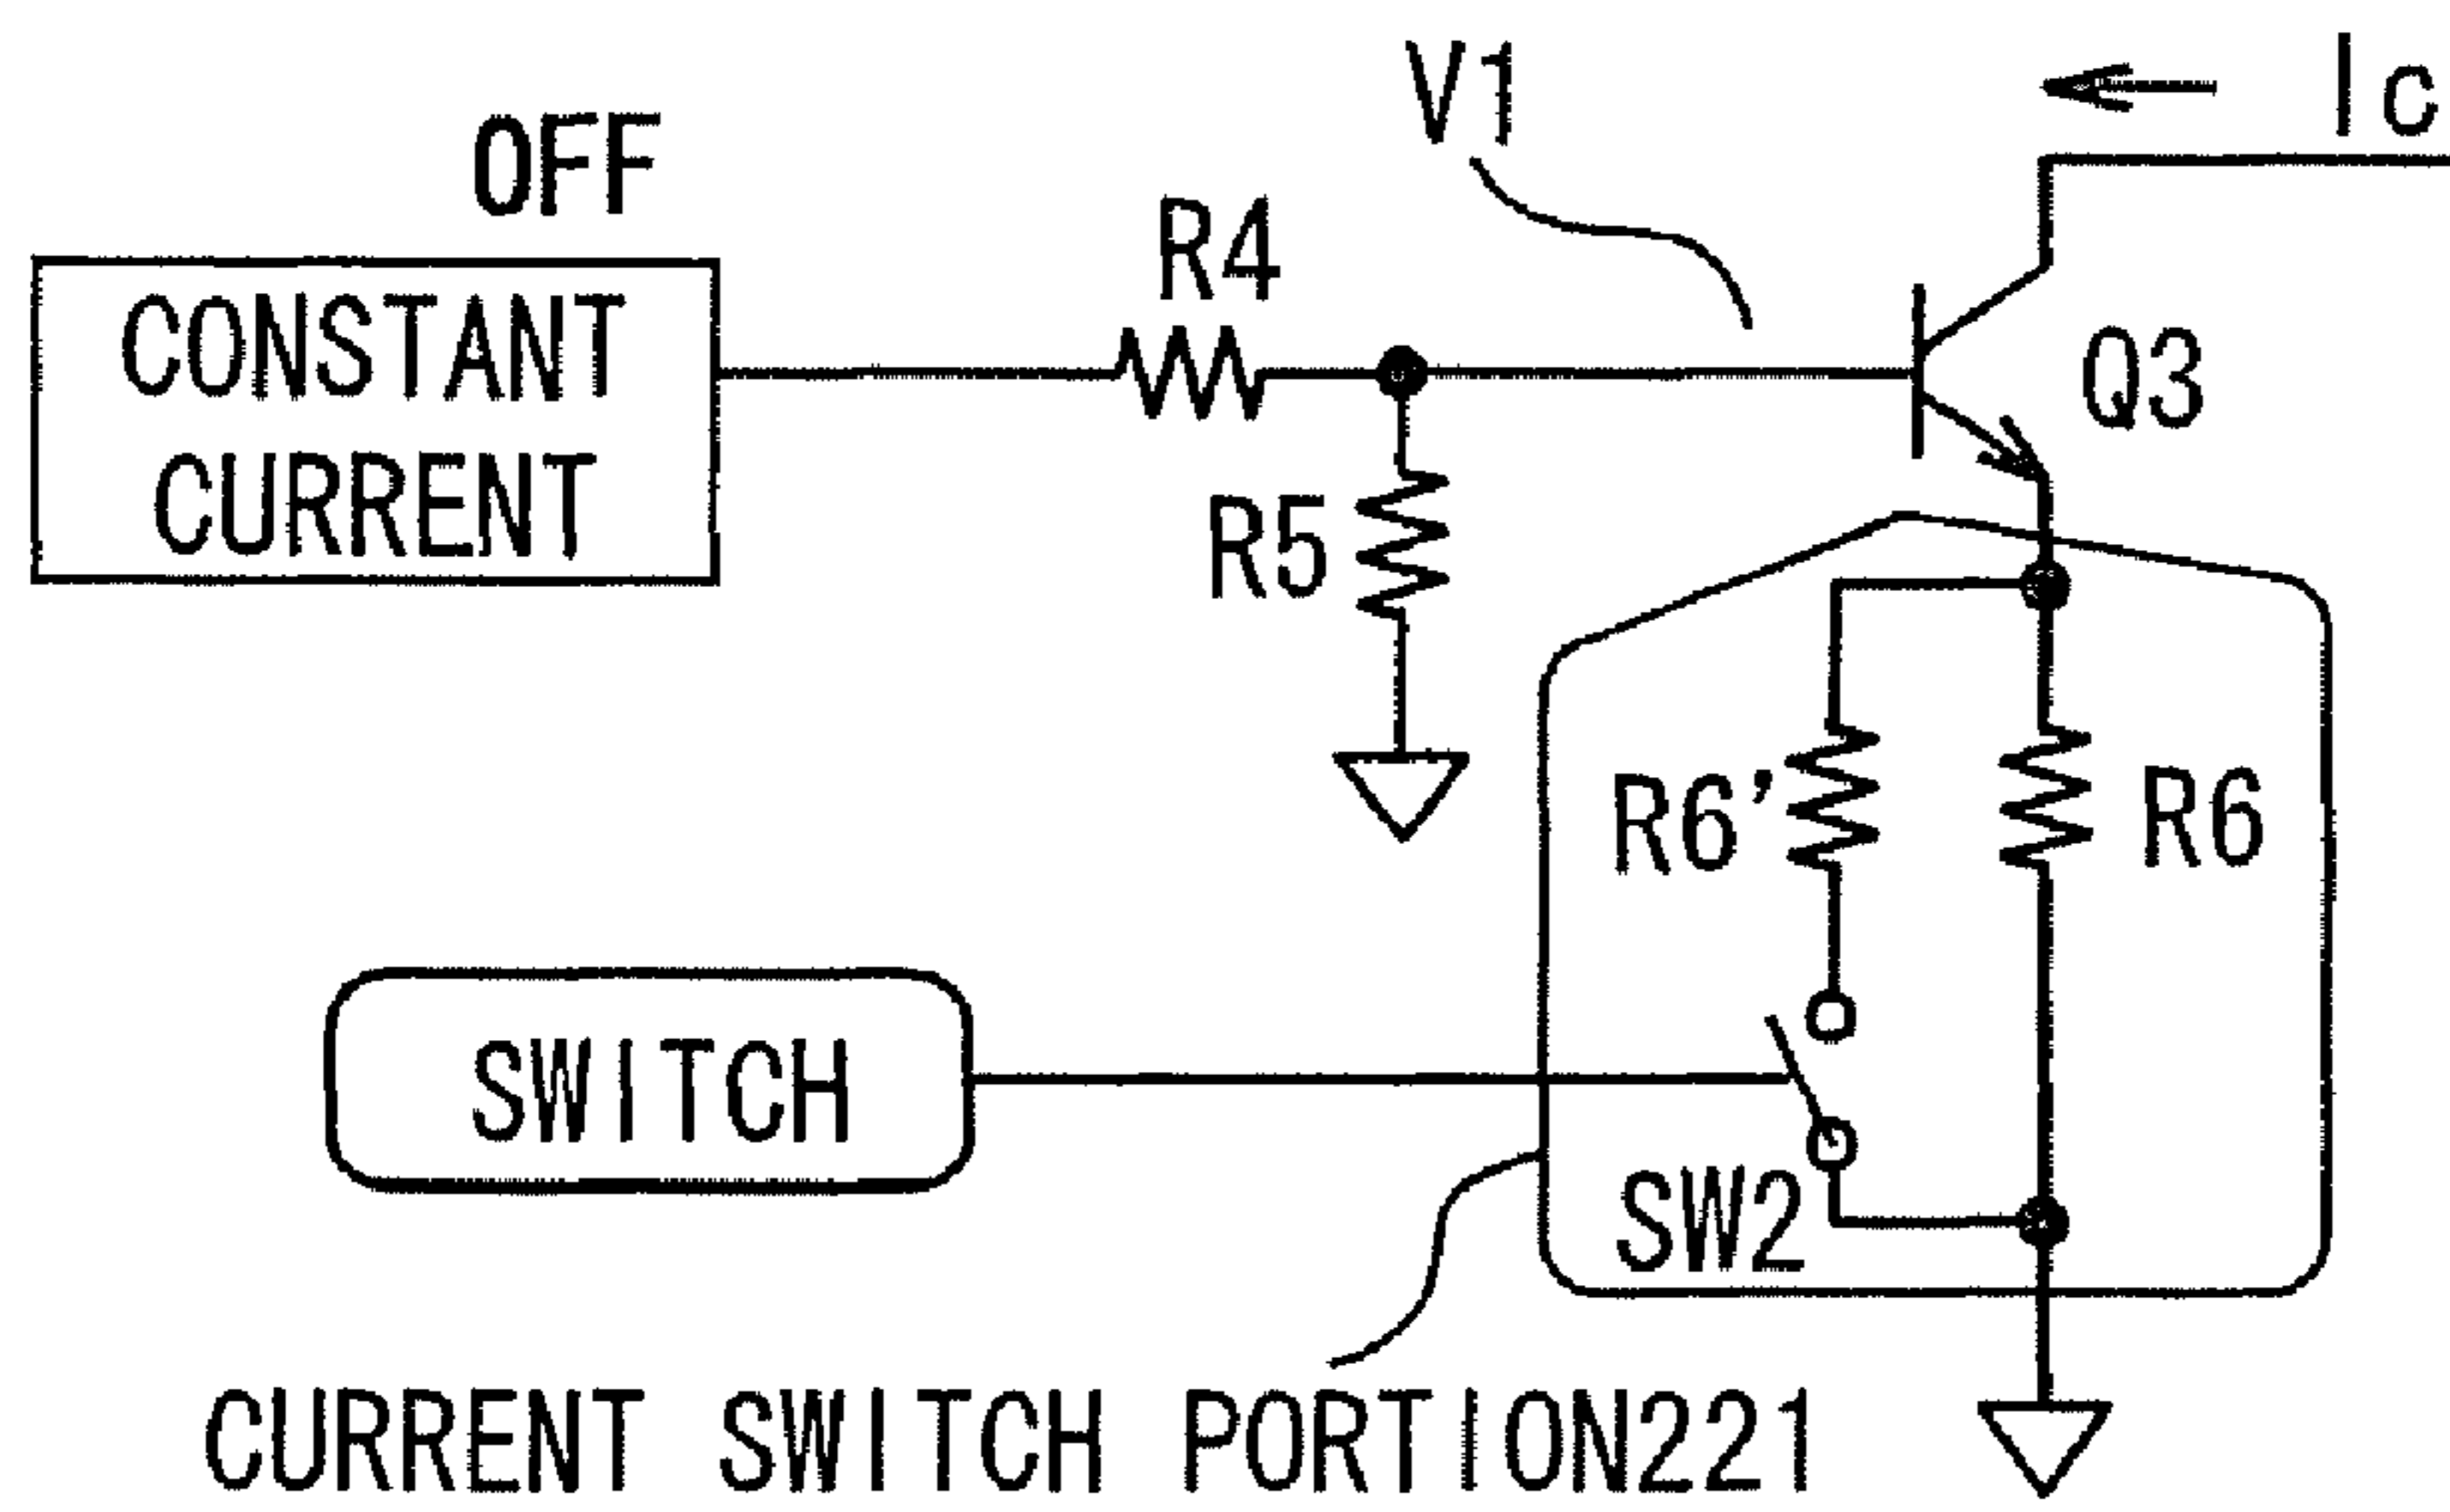 V1
Ic
OFF
R4
CONSTANT
CURRENT
Q3
R5
R6'
R6
SWITCH
SW2
CURRENT SWITCH PORTION221